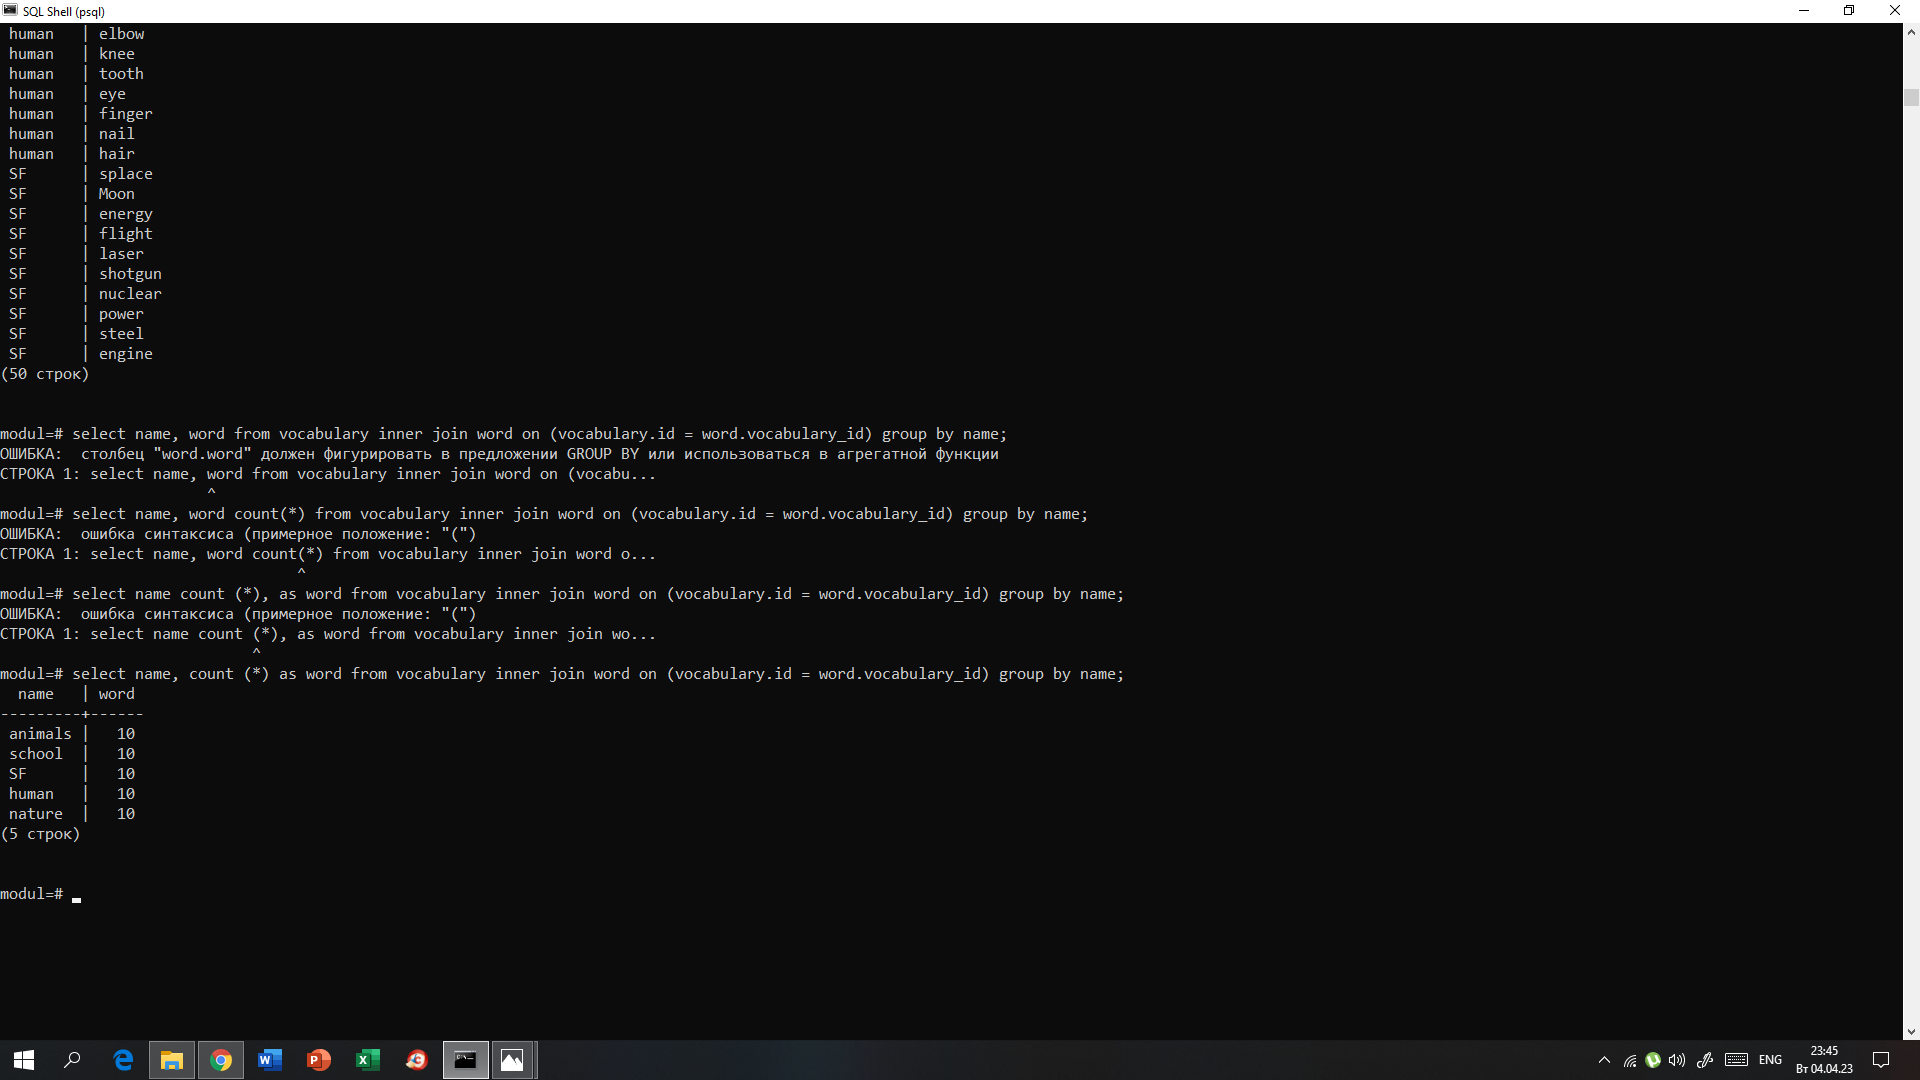 SQL Shell (psql)
human | elbow
human | knee
human | tooth
human | eye
human | finger
human | nail
human | hair
SF | splace
SF | Moon
SF | energy
SF | flight
SF | laser
SF | shotgun
SF | nuclear
SF | power
SF | steel
SF | engine
(50 строк)
modul=# select name, word from vocabulary inner join word on (vocabulary.id = word.vocabulary_id) group by name;
ОШИБКА:  столбец "word.word" должен фигурировать в предложении GROUP BY или использоваться в агрегатной функции
СТРОКА 1: select name, word from vocabulary inner join word on (vocabu...
^
modul=# select name, word count(*) from vocabulary inner join word on (vocabulary.id = word.vocabulary_id) group by name;
ОШИБКА:  ошибка синтаксиса (примерное положение: "(")
СТРОКА 1: select name, word count(*) from vocabulary inner join word o...
^
modul=# select name count (*), as word from vocabulary inner join word on (vocabulary.id = word.vocabulary_id) group by name;
ОШИБКА:  ошибка синтаксиса (примерное положение: "(")
СТРОКА 1: select name count (*), as word from vocabulary inner join wo...
^
modul=# select name, count (*) as word from vocabulary inner join word on (vocabulary.id = word.vocabulary_id) group by name;
name | word
---------+------
animals | 10
school | 10
SF | 10
human | 10
nature | 10
(5 строк)
modul=#
ENG
23:45
Вт 04.04.23